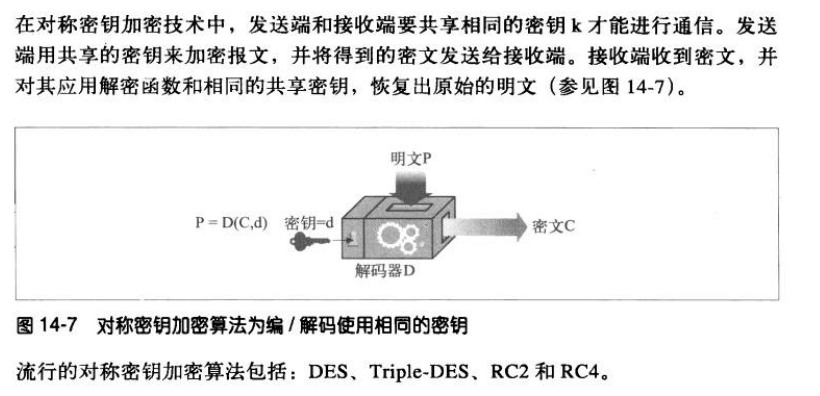 在对称密钥加密技术中，发送端和接收端要共享相同的密钥 k 才能进行通信。发送
端用共享的密钥来加密报文，并将得到的密文发送给接收端。接收端收到密文，并
对其应用解密函数和相同的共享密钥，恢复出原始的明文（参见图 14-7）。
明文P
P = D(C,d) 密钥=d
密文C
解码器D
图 14-7 对称密钥加密算法为编 / 解码使用相同的密钥
流行的对称密钥加密算法包括：DES、Triple-DES、RC2 和 RC4。